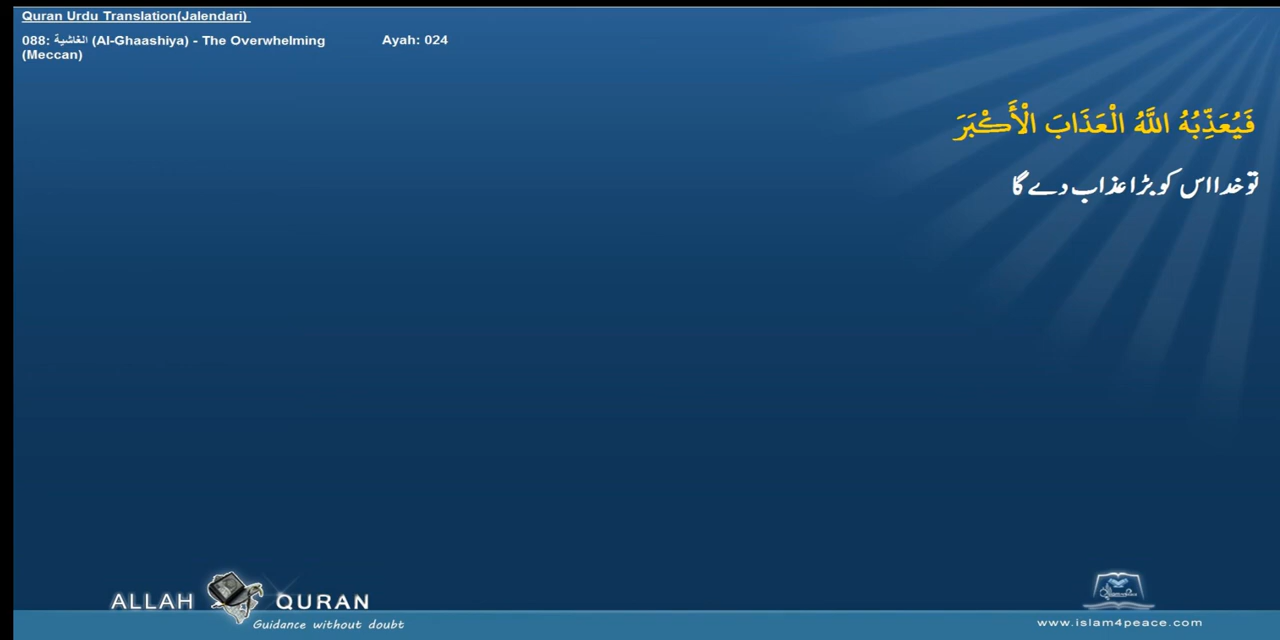 Quran Urdu Translation(Jalendari)
088: الغاشية (Al-Ghaashiya) - The Overwhelming
(Meccan)
Ayah: 024
فَيُعَذِّبُهُ اللَّهُ الْعَذَابَ الْأَكْبَرَ
تو خدا اس کو بڑا عذاب دے گا
ALLAH QURAN
Guidance without doubt
www.islam4peace.com